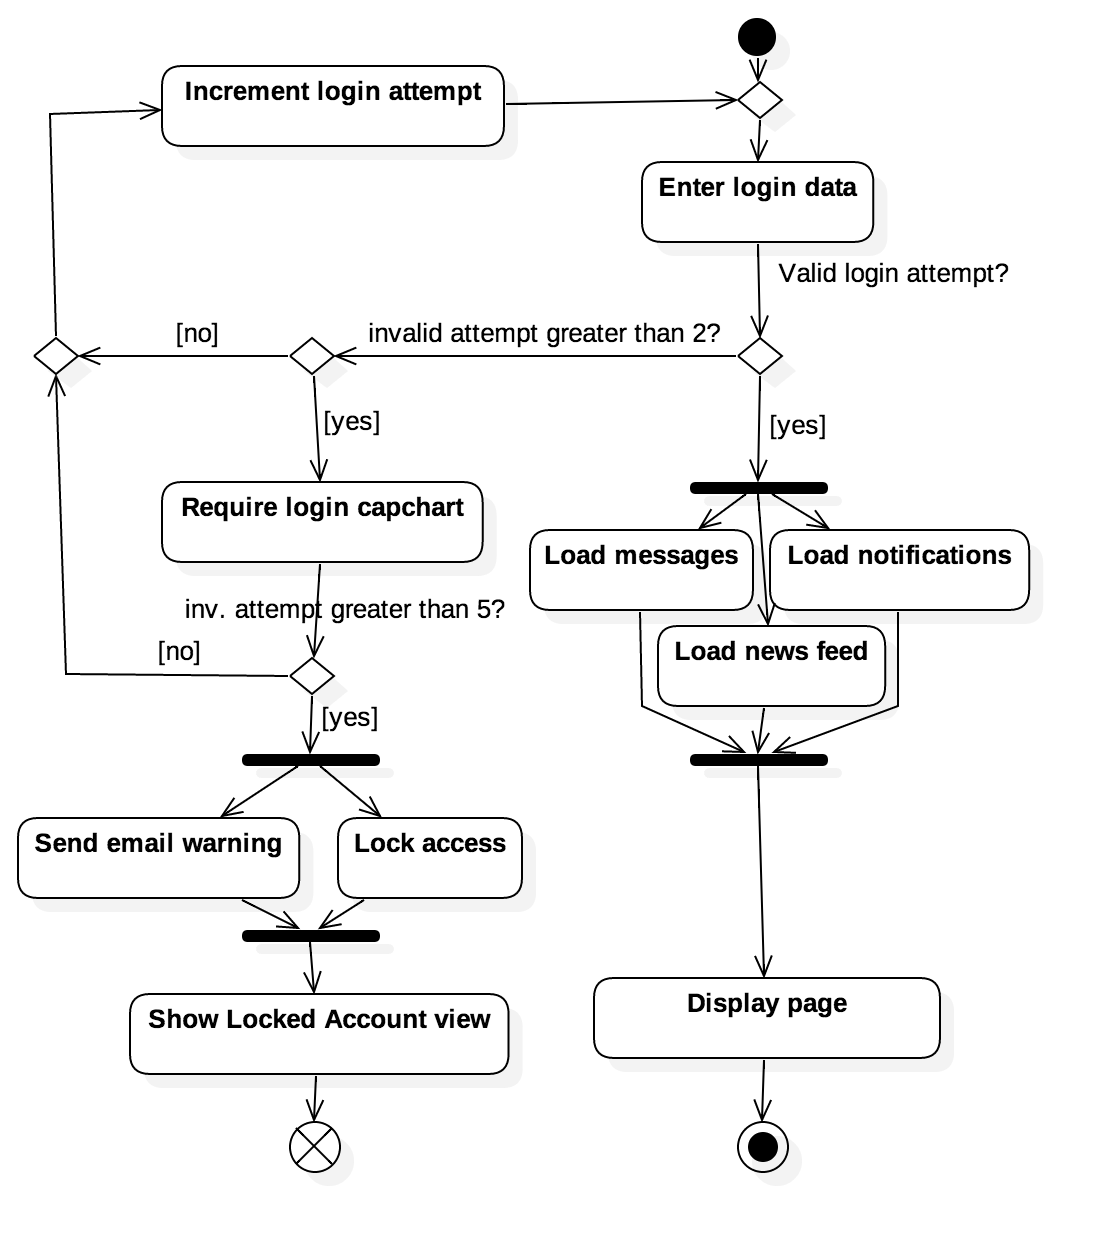 Increment login attempt
Enter login data
Valid login attempt?
[no]
invalid attempt greater than 2?
[yes]
[yes]
Require login capchart
Load messages
Load notifications
inv. attempt greater than 5?
[no]
Load news feed
[yes]
Send email warning
Lock access
Show Locked Account view
Display page